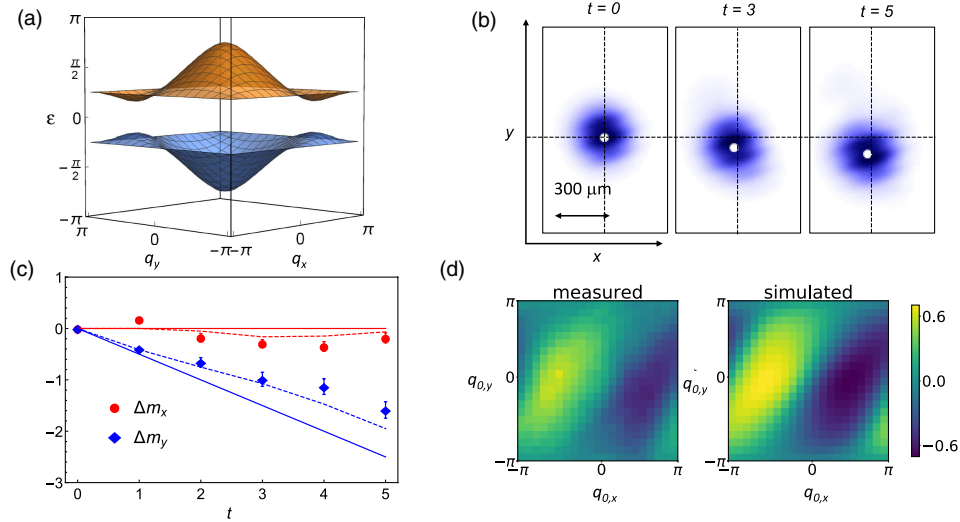 (a)
π
π/2
ε
0
−π/2
−π
π
0
−π
−π
0
π
q_y
q_x
(b)
t = 0
t = 3
t = 5
y
300 μm
x
(c)
1
0
−1
−2
−3
Δm_x
Δm_y
0
1
2
3
4
5
t
(d)
measured
simulated
π
0
−π
q_{0,y}
−π
0
π
q_{0,x}
π
0
−π
q_{0,y}
0
π
q_{0,x}
0.6
0.0
−0.6